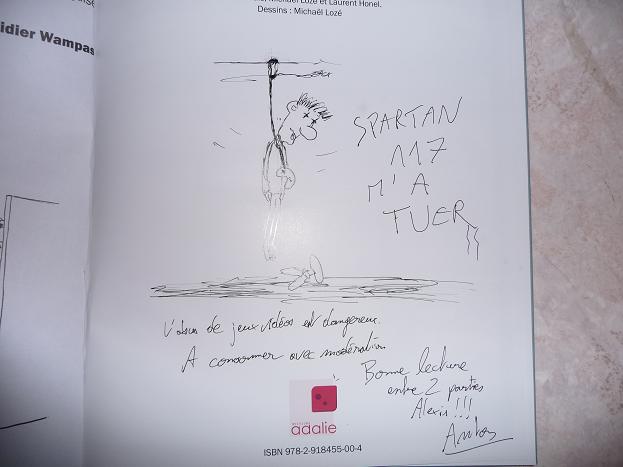 idier Wampas
Michaël Lozé et Laurent Honel.
Dessins : Michaël Lozé
SPARTAN
117
M'A
TUER
L'abus de jeux vidéos est dangereux.
A consommer avec modération
Bonne lecture
entre 2 parties
Alexis !!!
adalie
ISBN 978-2-918455-00-4